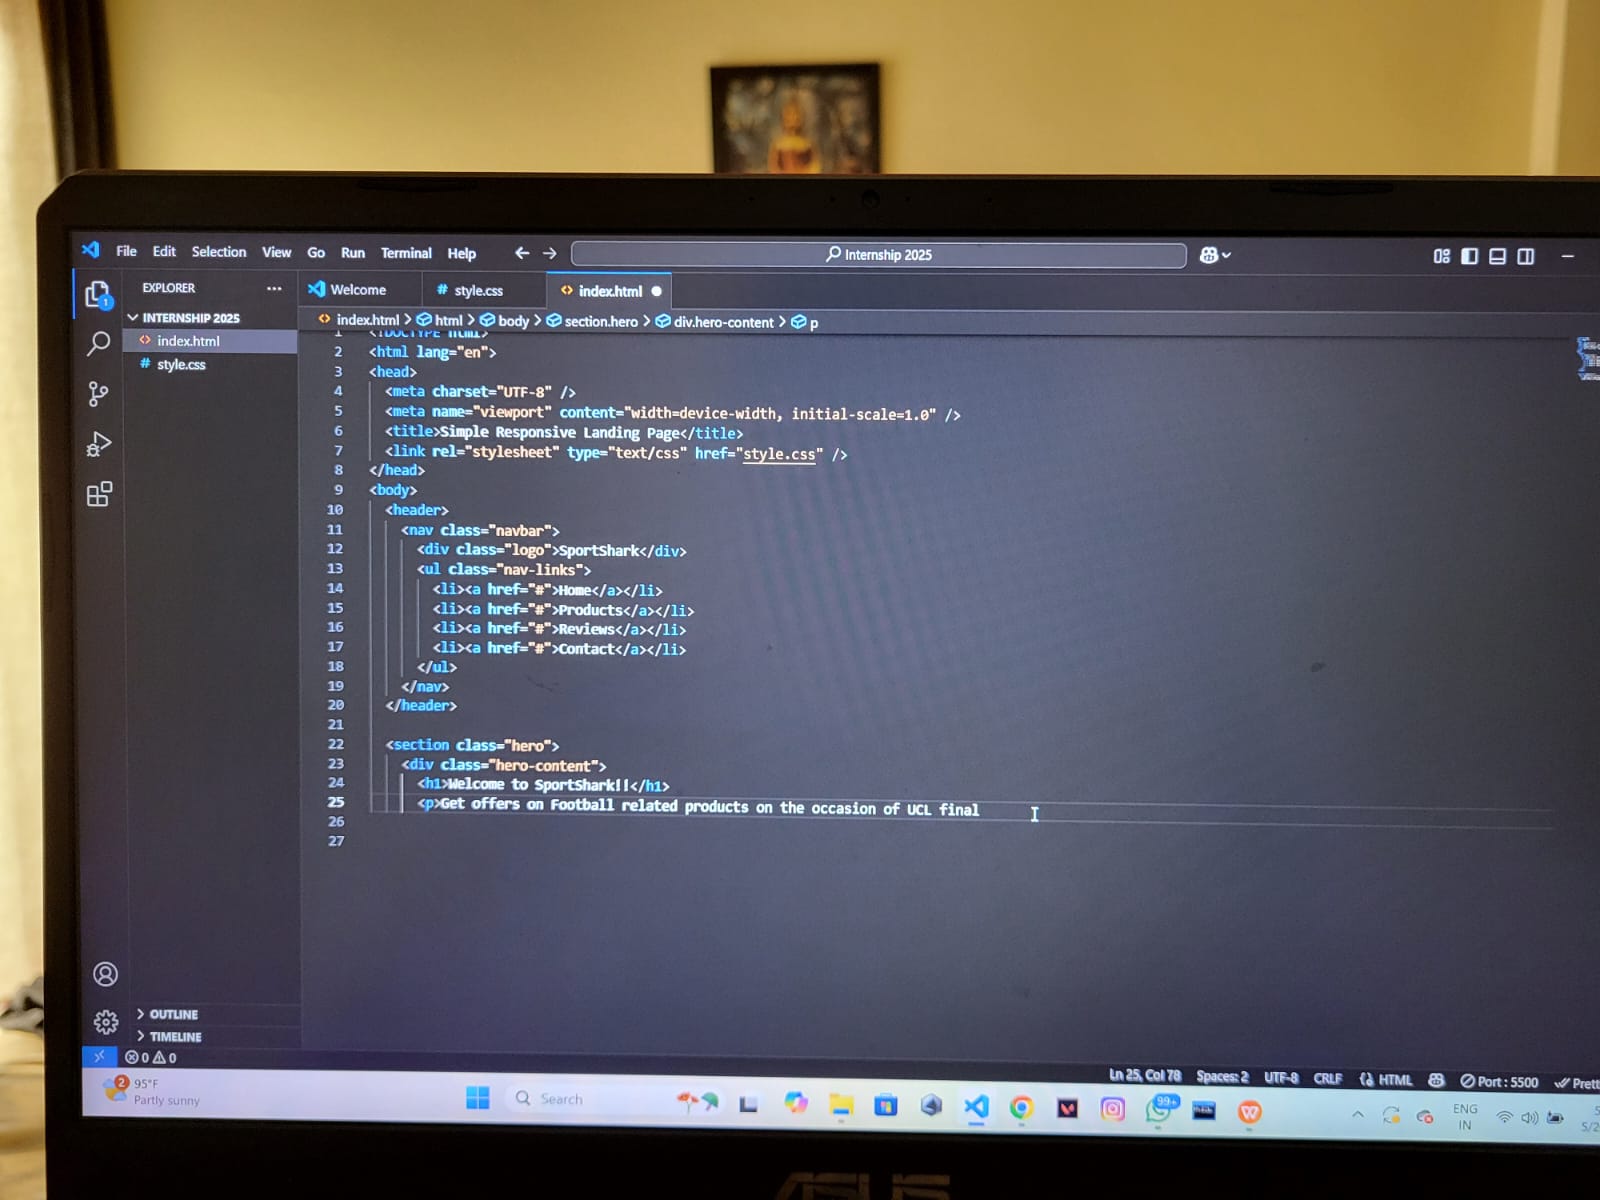 File Edit Selection View Go Run Terminal Help
Internship 2025
EXPLORER
Welcome
# style.css
<> index.html
INTERNSHIP 2025
<> index.html
# style.css
index.html > html > body > section.hero > div.hero-content > p
1 <!DOCTYPE html>
2 <html lang="en">
3 <head>
4 <meta charset="UTF-8" />
5 <meta name="viewport" content="width=device-width, initial-scale=1.0" />
6 <title>Simple Responsive Landing Page</title>
7 <link rel="stylesheet" type="text/css" href="style.css" />
8 </head>
9 <body>
10 <header>
11 <nav class="navbar">
12 <div class="logo">SportShark</div>
13 <ul class="nav-links">
14 <li><a href="#">Home</a></li>
15 <li><a href="#">Products</a></li>
16 <li><a href="#">Reviews</a></li>
17 <li><a href="#">Contact</a></li>
18 </ul>
19 </nav>
20 </header>
21
22 <section class="hero">
23 <div class="hero-content">
24 <h1>Welcome to SportShark!!</h1>
25 <p>Get offers on Football related products on the occasion of UCL final
26
27
1
OUTLINE
TIMELINE
0 0
Ln 25, Col 78 Spaces: 2 UTF-8 CRLF HTML Port : 5500 Prett
2
95°F
Partly sunny
Search
99+
ENG
IN
5/2
ASUS